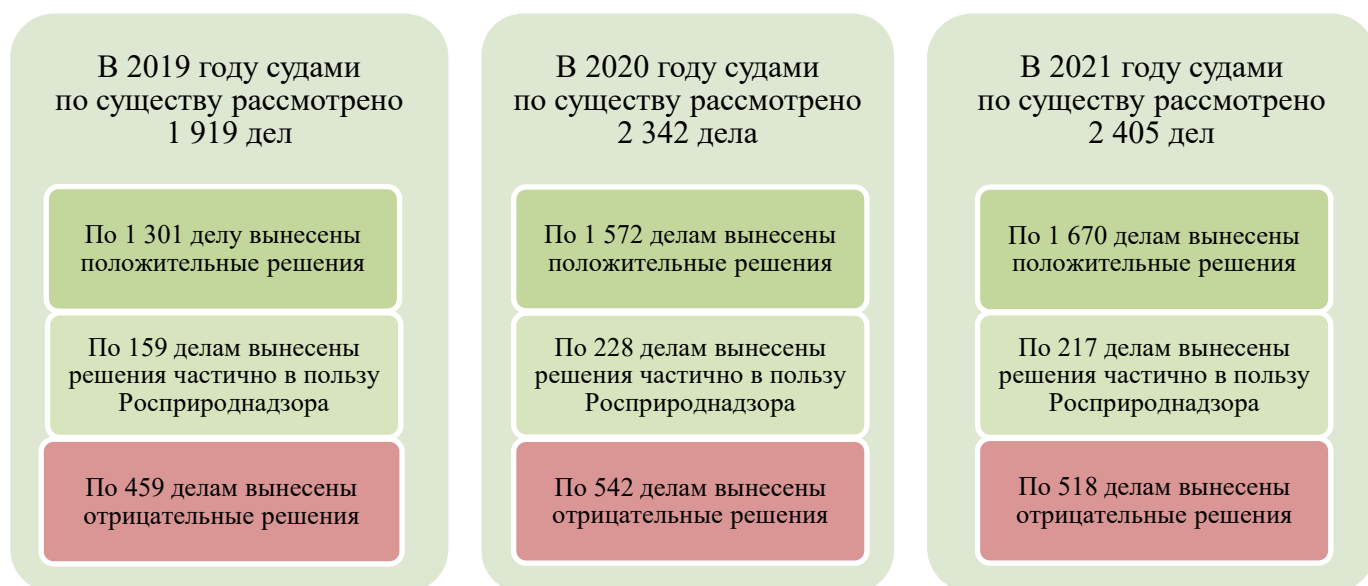 В 2019 году судами
по существу рассмотрено
1 919 дел
По 1 301 делу вынесены
положительные решения
По 159 делам вынесены
решения частично в пользу
Росприроднадзора
По 459 делам вынесены
отрицательные решения
В 2020 году судами
по существу рассмотрено
2 342 дела
По 1 572 делам вынесены
положительные решения
По 228 делам вынесены
решения частично в пользу
Росприроднадзора
По 542 делам вынесены
отрицательные решения
В 2021 году судами
по существу рассмотрено
2 405 дел
По 1 670 делам вынесены
положительные решения
По 217 делам вынесены
решения частично в пользу
Росприроднадзора
По 518 делам вынесены
отрицательные решения